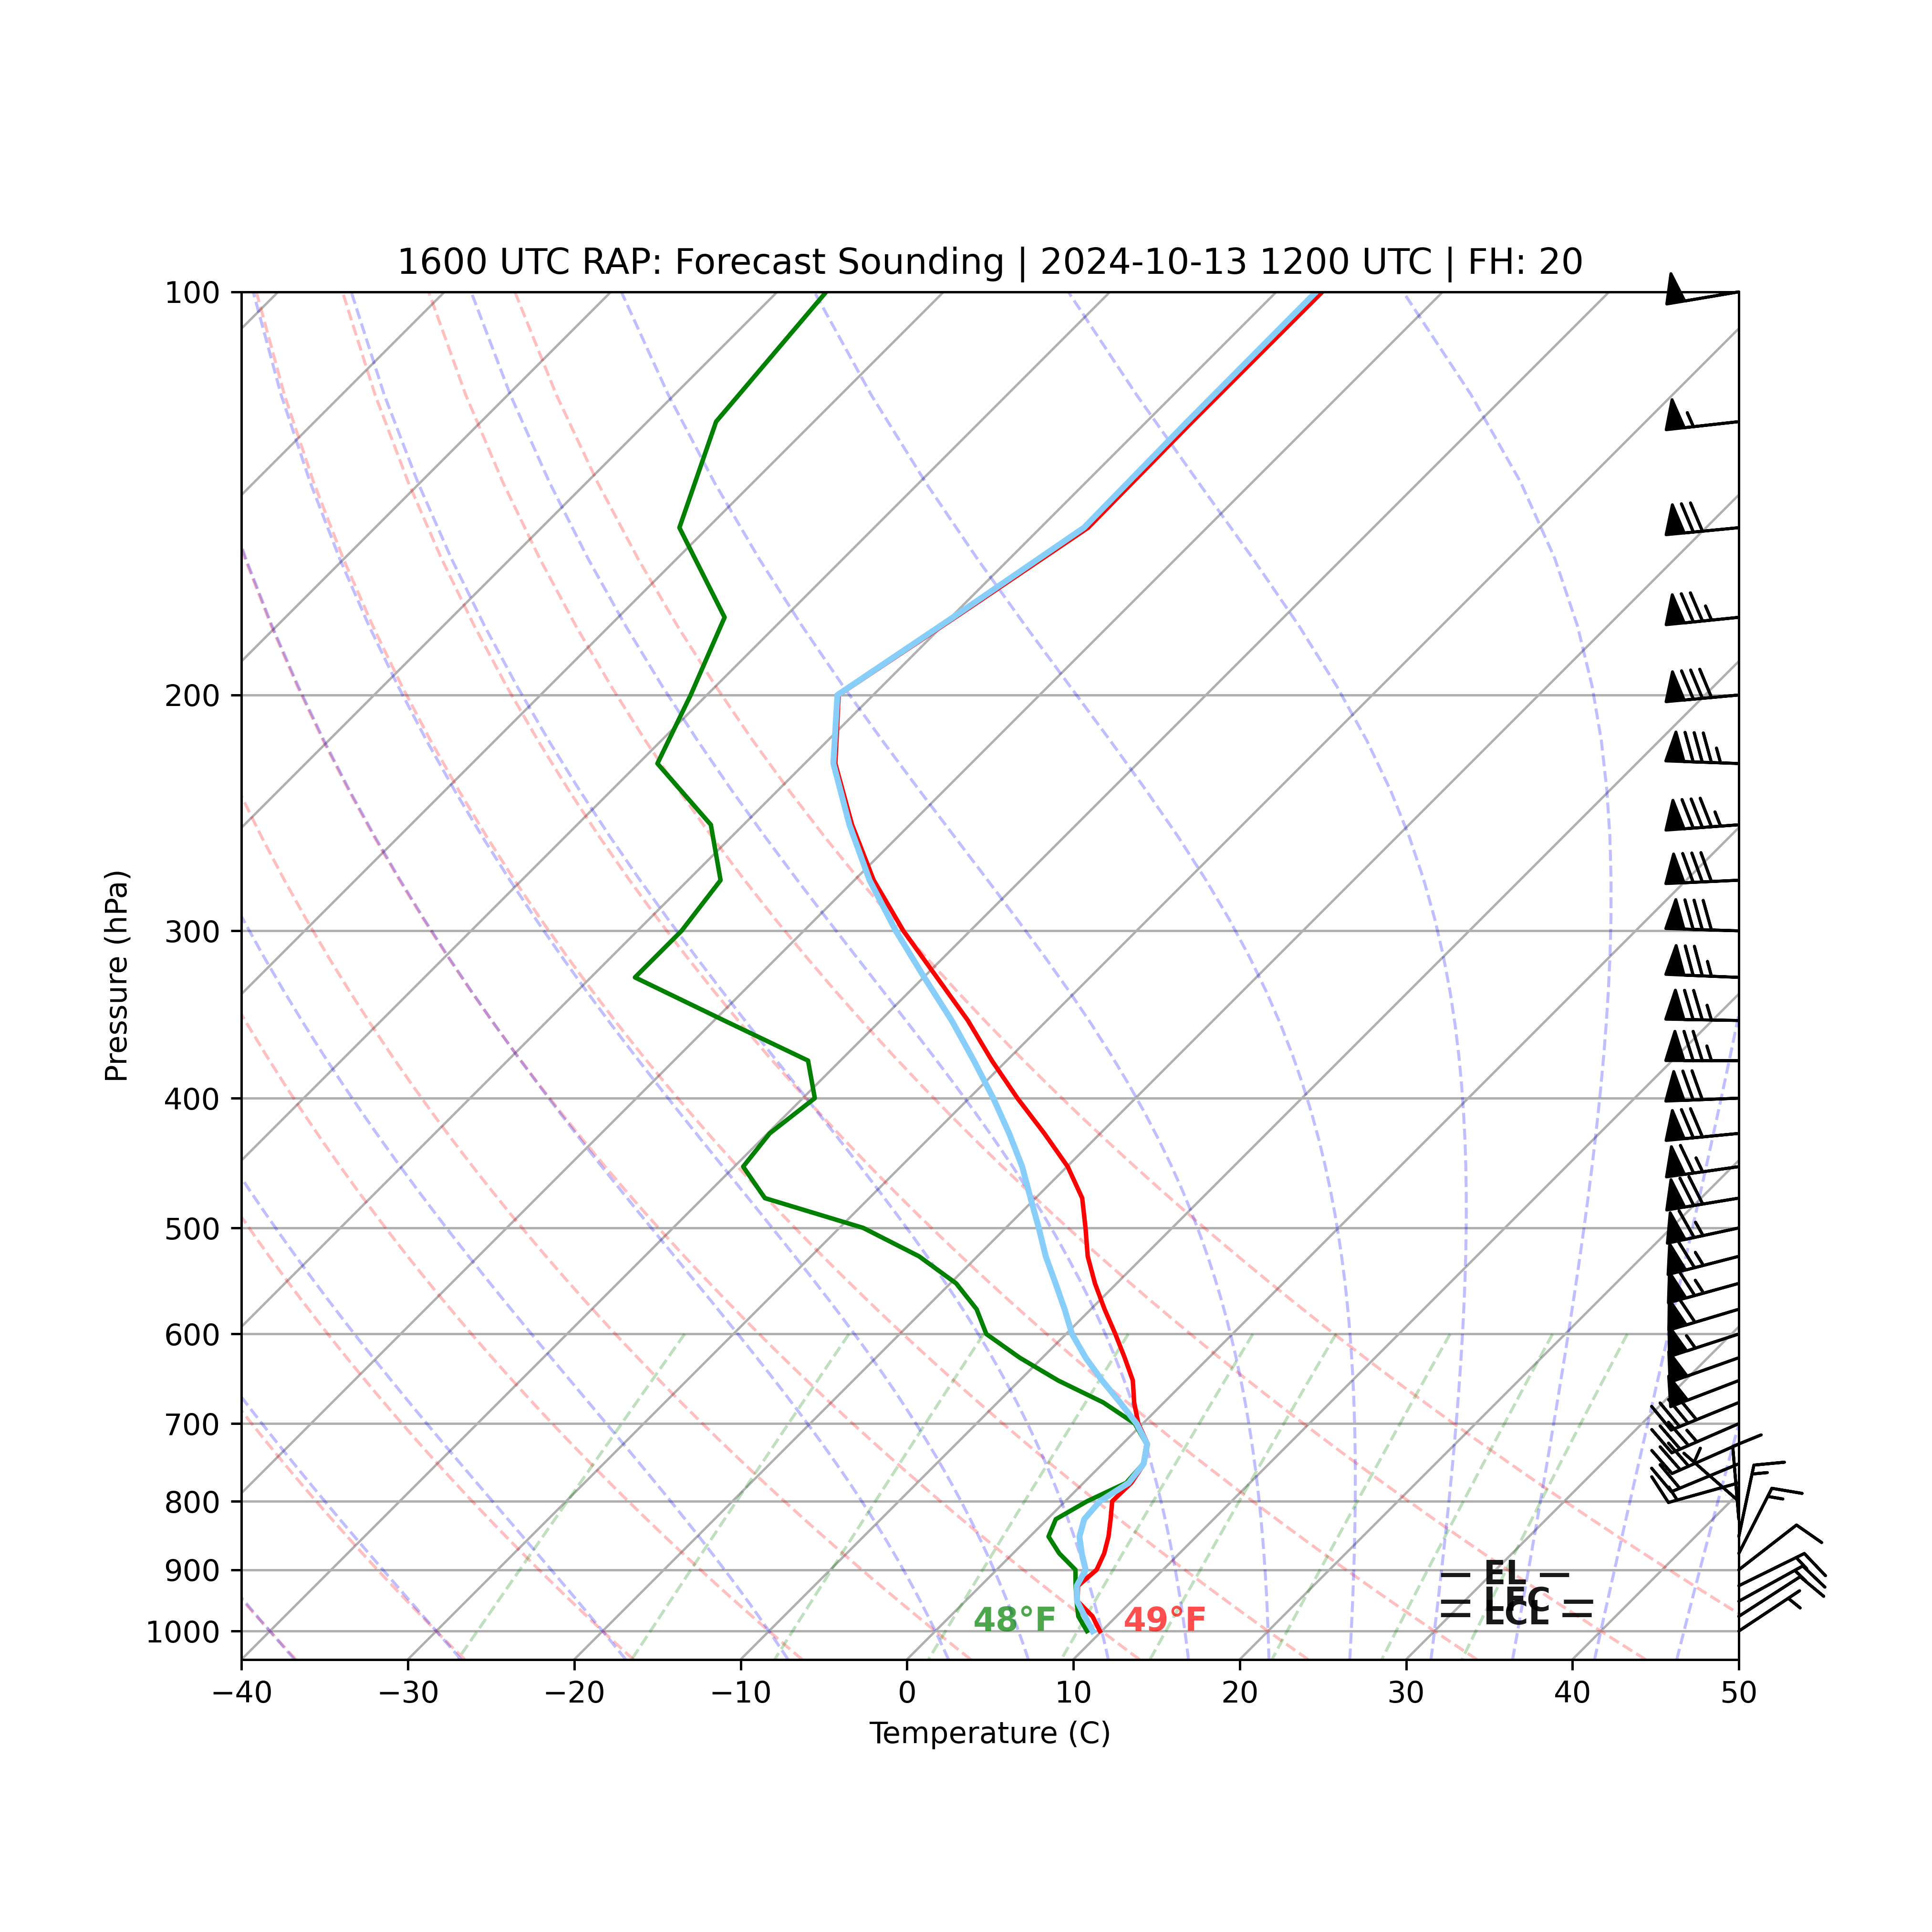 1600 UTC RAP: Forecast Sounding | 2024-10-13 1200 UTC | FH: 20
100
200
300
400
500
600
700
800
900
1000
Pressure (hPa)
— EL —
— LFC —
— LCL —
48°F
49°F
−40
−30
−20
−10
0
10
20
30
40
50
Temperature (C)